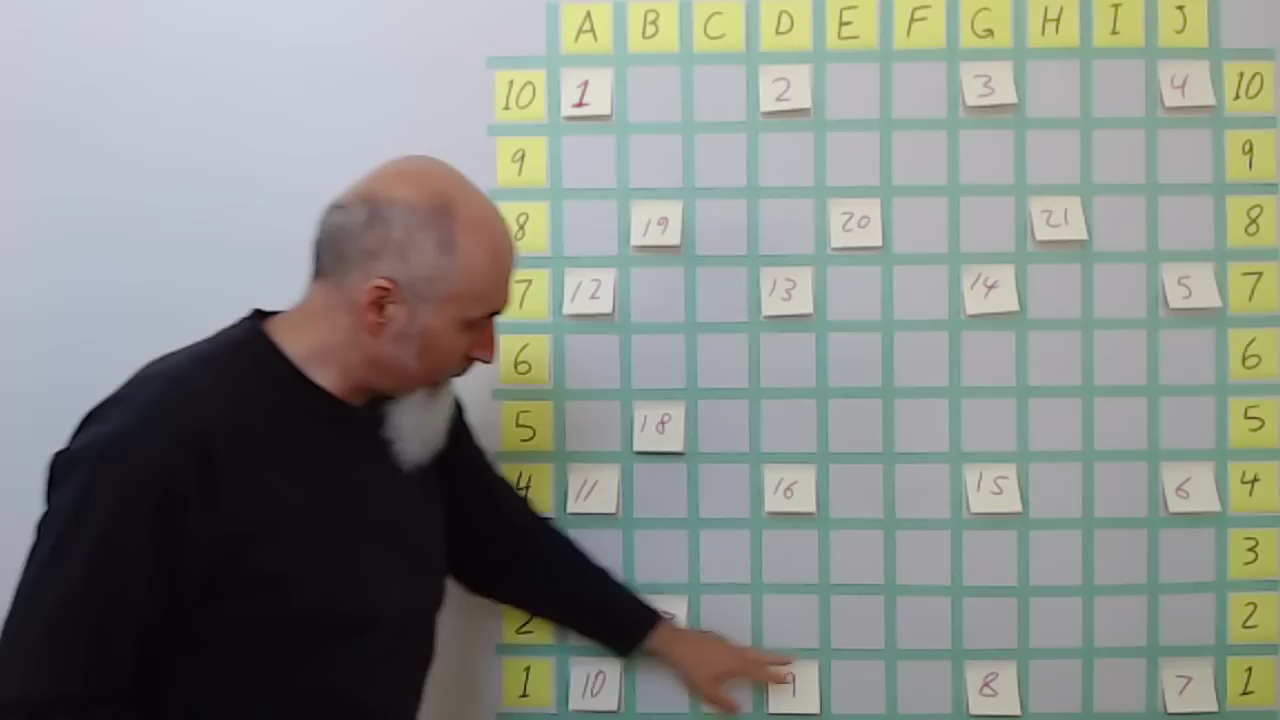 A B C D E F G H I J
10 1 2 3 4 10
9 9
8 19 20 21 8
7 12 13 14 5 7
6 6
5 18 5
4 11 16 15 6 4
3
2 2
1 10 9 8 7 1